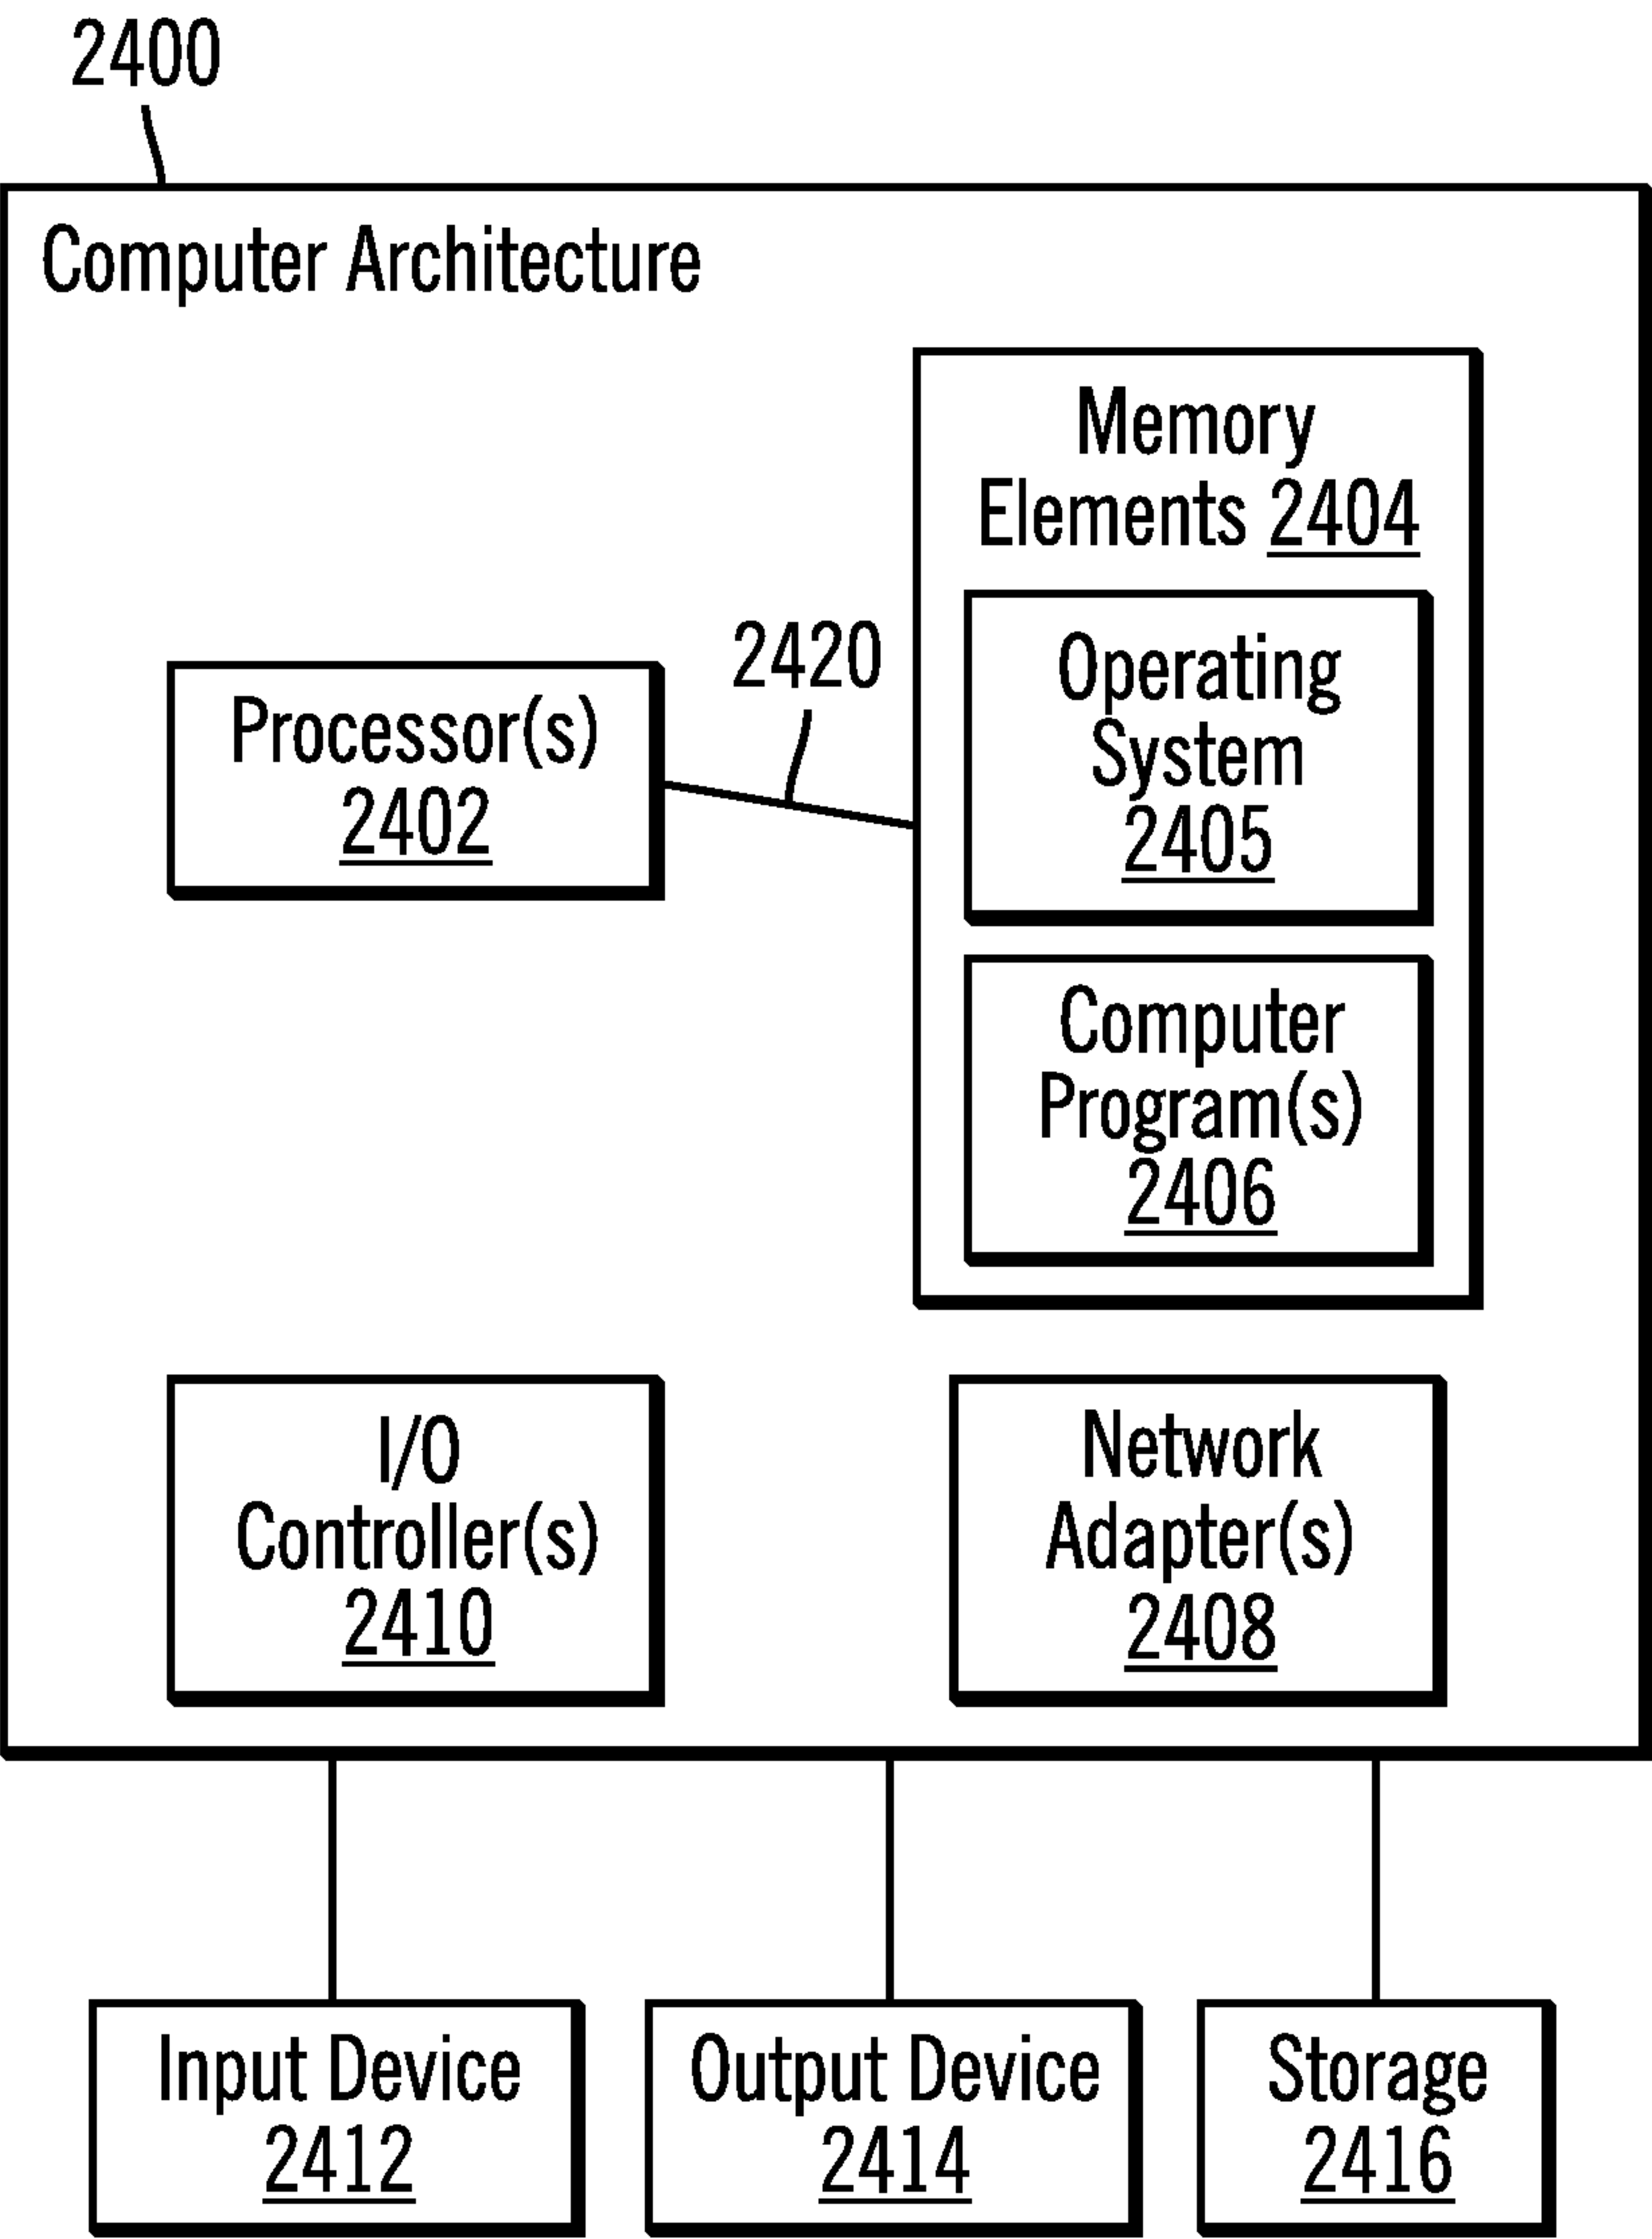 2400
Computer Architecture
Memory
Elements 2404
Operating
System
2405
2420
Processor(s)
2402
Computer
Program(s)
2406
I/O
Controller(s)
2410
Network
Adapter(s)
2408
Input Device
2412
Output Device
2414
Storage
2416